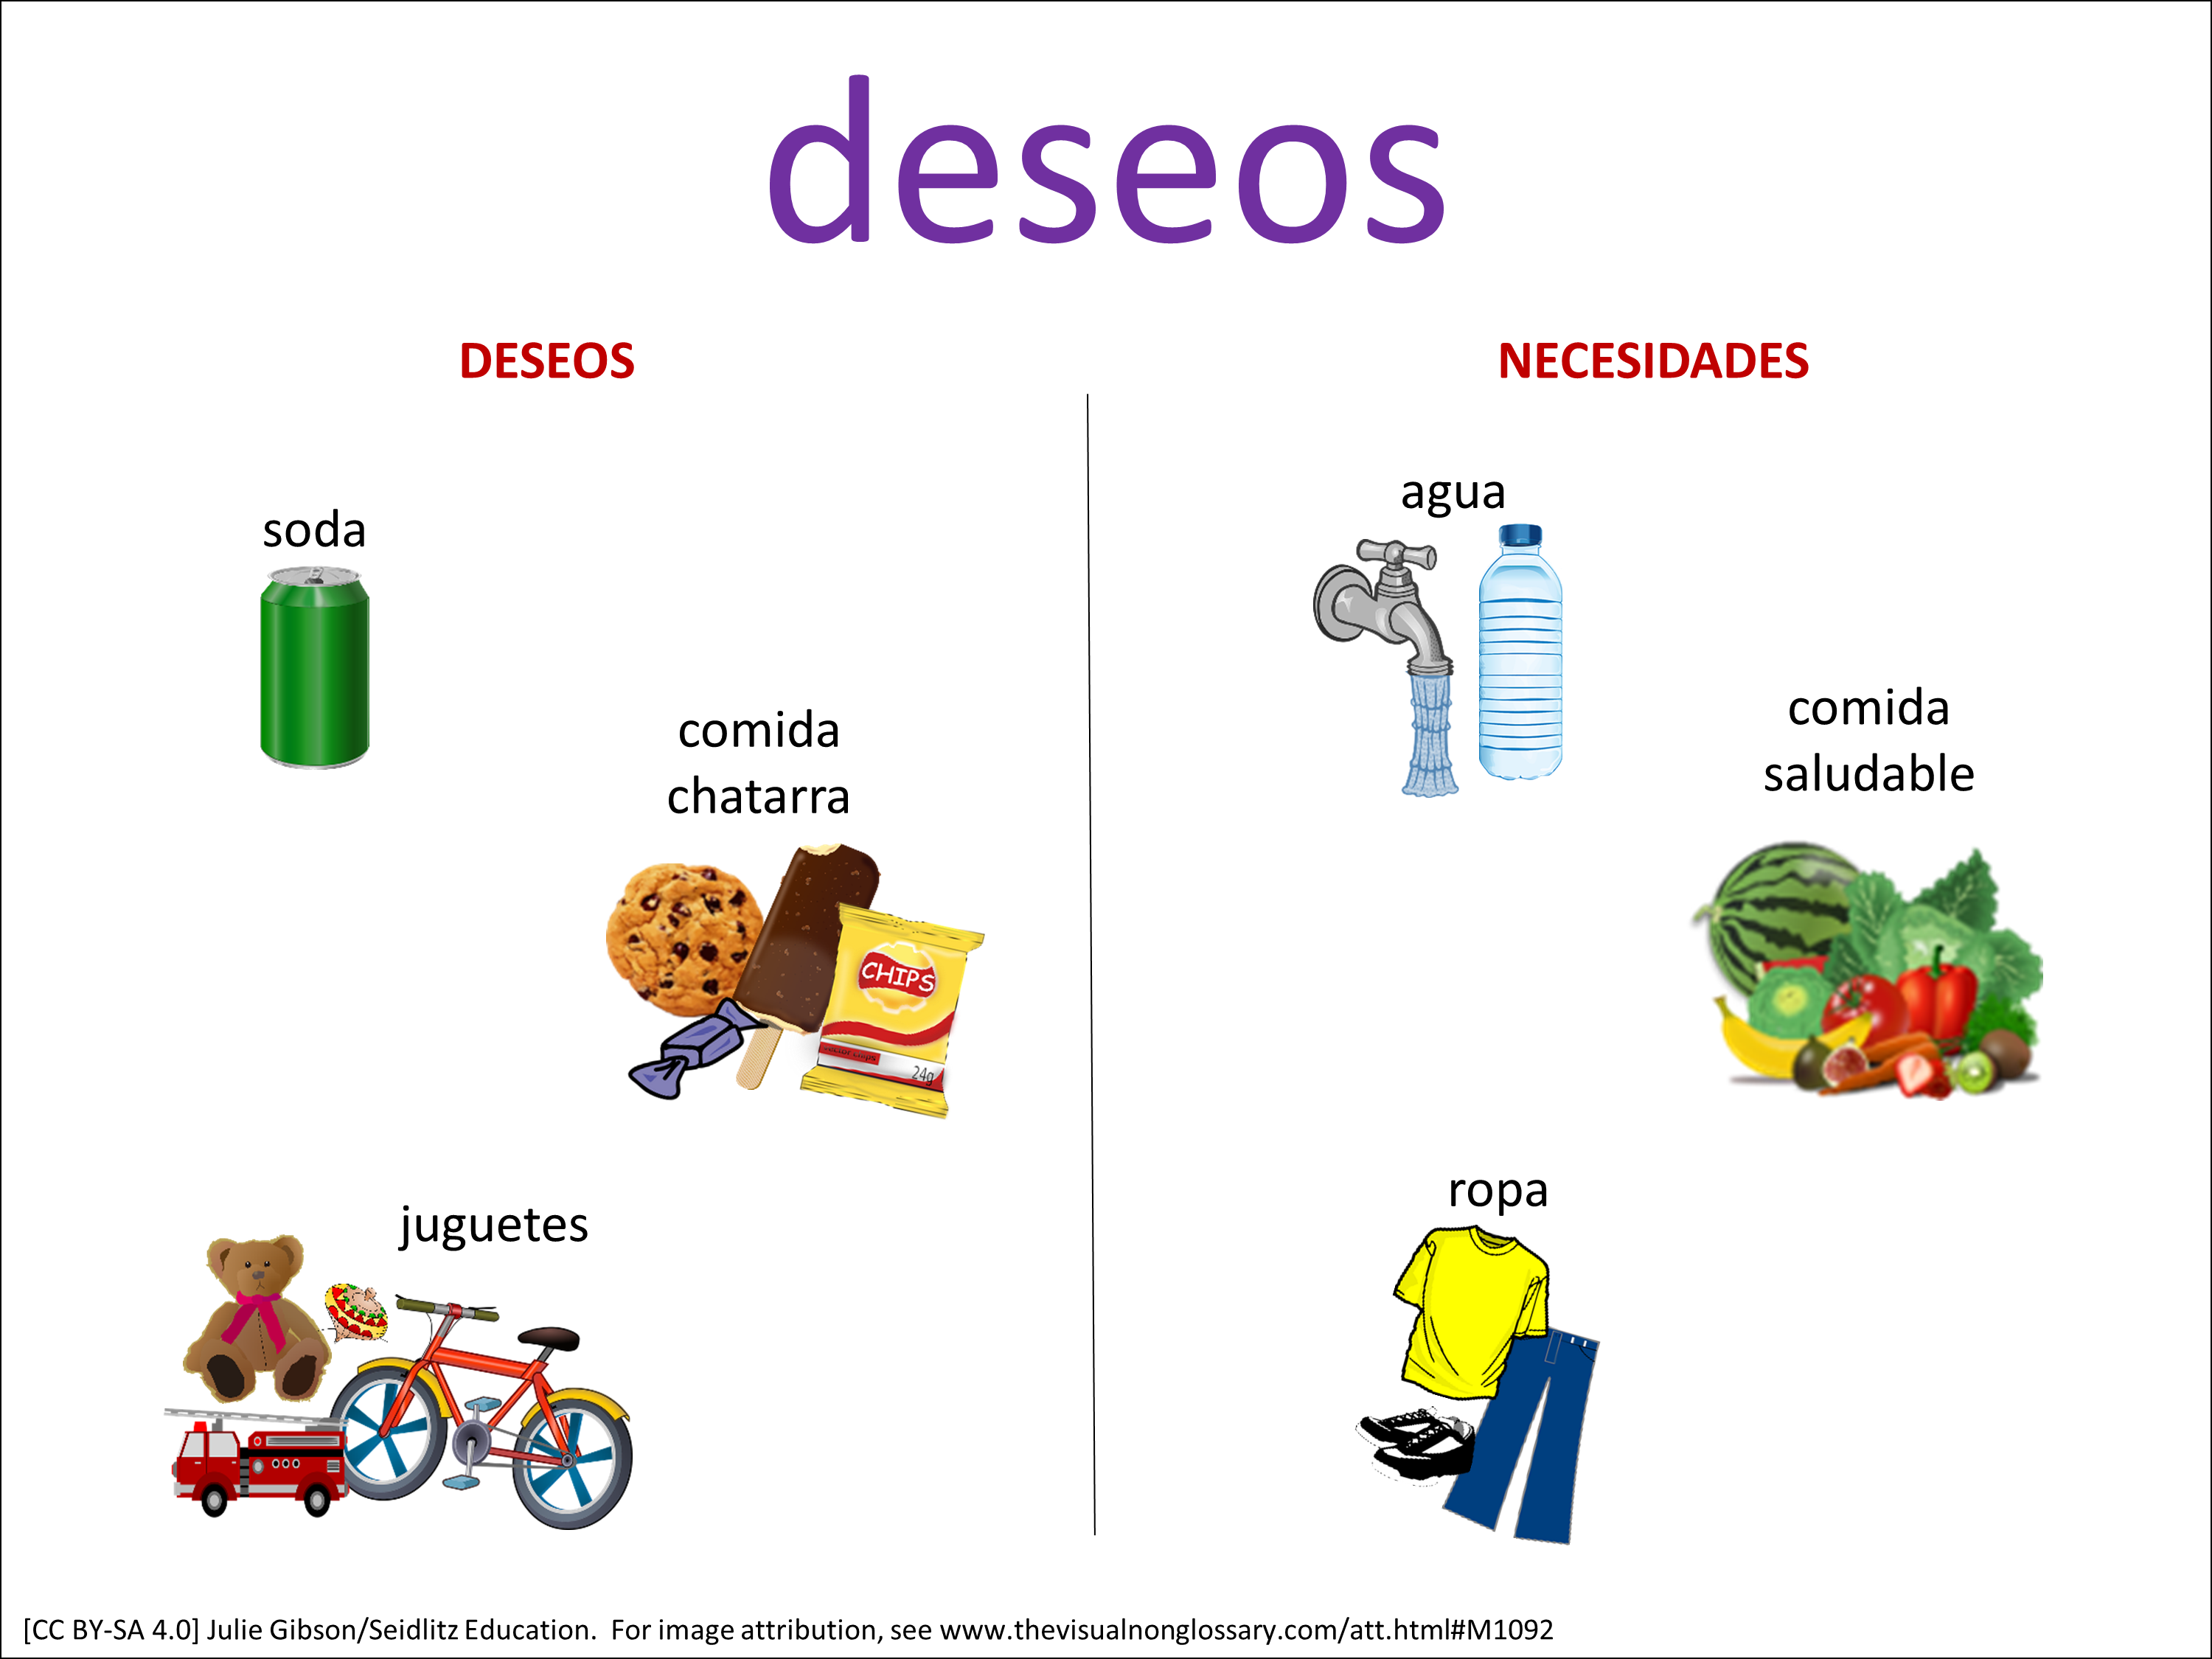 deseos
DESEOS
NECESIDADES
soda
comida
chatarra
CHIPS
24g
juguetes
agua
comida
saludable
ropa
[CC BY-SA 4.0] Julie Gibson/Seidlitz Education.  For image attribution, see www.thevisualnonglossary.com/att.html#M1092